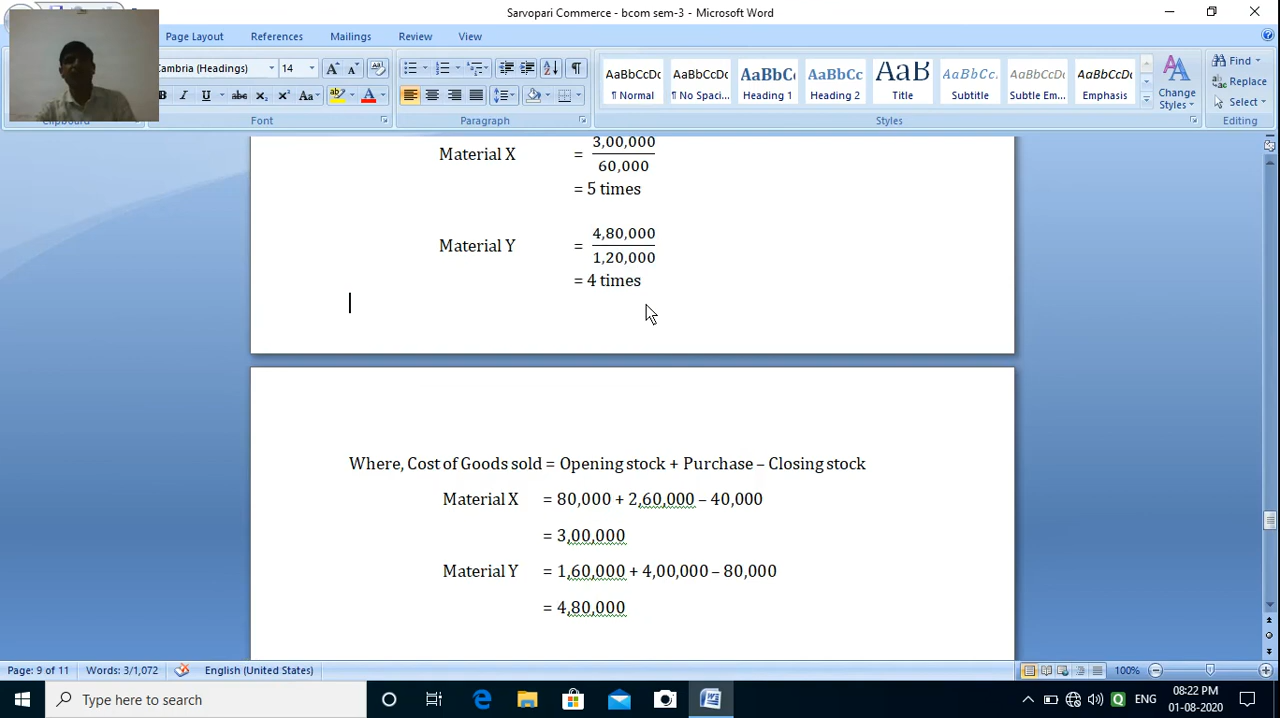 Sarvopari Commerce - bcom sem-3 - Microsoft Word
Page Layout References Mailings Review View
Cambria (Headings) 14
AaBbCcDc AaBbCcDc AaBbC AaBbCc AaB AaBbCc. AaBbCcDc AaBbCcDc
¶ Normal ¶ No Spaci... Heading 1 Heading 2 Title Subtitle Subtle Em... Emphasis
Change Styles
Find
Replace
Select
Font Paragraph Styles Editing
Material X = 3,00,000
60,000
= 5 times
Material Y = 4,80,000
1,20,000
= 4 times
Where, Cost of Goods sold = Opening stock + Purchase – Closing stock
Material X = 80,000 + 2,60,000 – 40,000
= 3,00,000
Material Y = 1,60,000 + 4,00,000 – 80,000
= 4,80,000
Page: 9 of 11 Words: 3/1,072 English (United States) 100%
Type here to search
ENG
08:22 PM
01-08-2020